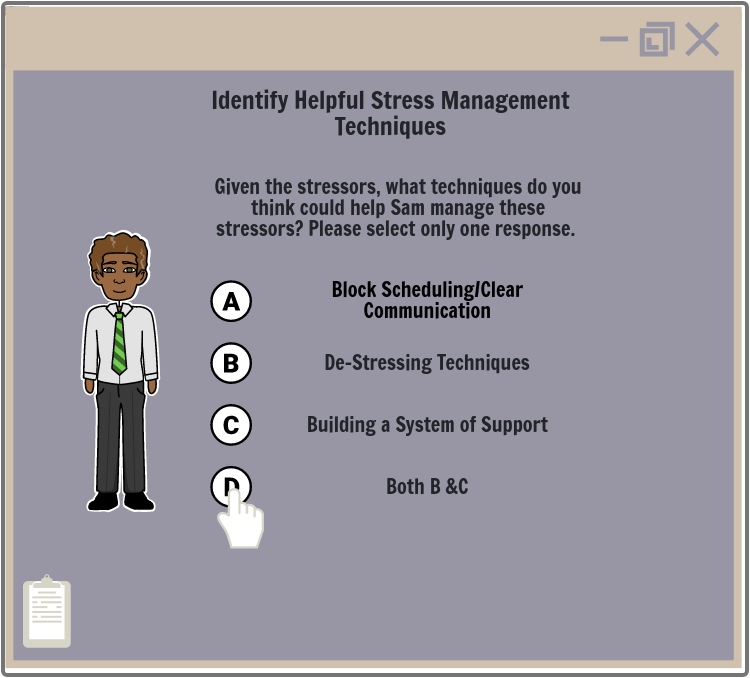 Identify Helpful Stress Management
Techniques
Given the stressors, what techniques do you
think could help Sam manage these
stressors? Please select only one response.
A
Block Scheduling/Clear
Communication
B
De-Stressing Techniques
C
Building a System of Support
D
Both B &C